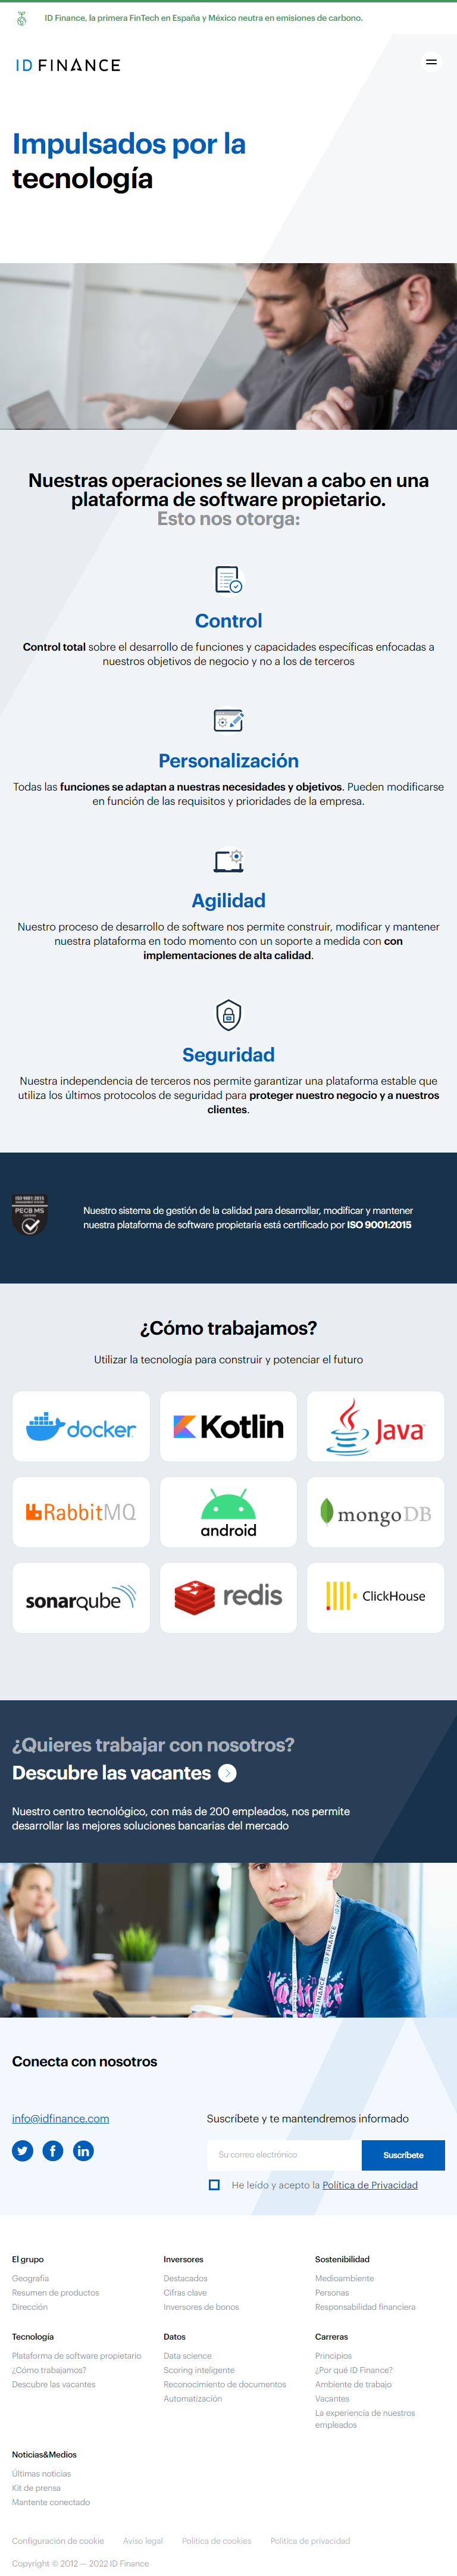 ID Finance, la primera FinTech en España y México neutra en emisiones de carbono.
ID FINANCE
Impulsados por la
tecnología
Nuestras operaciones se llevan a cabo en una
plataforma de software propietario.
Esto nos otorga:
Control
Control total sobre el desarrollo de funciones y capacidades específicas enfocadas a
nuestros objetivos de negocio y no a los de terceros
Personalización
Todas las funciones se adaptan a nuestras necesidades y objetivos. Pueden modificarse
en función de las requisitos y prioridades de la empresa.
Agilidad
Nuestro proceso de desarrollo de software nos permite construir, modificar y mantener
nuestra plataforma en todo momento con un soporte a medida con con
implementaciones de alta calidad.
Seguridad
Nuestra independencia de terceros nos permite garantizar una plataforma estable que
utiliza los últimos protocolos de seguridad para proteger nuestro negocio y a nuestros
clientes.
ISO 9001:2015
PECB MS
Nuestro sistema de gestión de la calidad para desarrollar, modificar y mantener
nuestra plataforma de software propietaria está certificado por ISO 9001:2015
¿Cómo trabajamos?
Utilizar la tecnología para construir y potenciar el futuro
docker
Kotlin
Java
RabbitMQ
android
mongoDB
sonarqube
redis
ClickHouse
¿Quieres trabajar con nosotros?
Descubre las vacantes
Nuestro centro tecnológico, con más de 200 empleados, nos permite
desarrollar las mejores soluciones bancarias del mercado
ID FINANCE
ID FINANCE
Conecta con nosotros
info@idfinance.com
Suscríbete y te mantendremos informado
Su correo electrónico
Suscríbete
He leído y acepto la Política de Privacidad
El grupo
Geografía
Resumen de productos
Dirección
Inversores
Destacados
Cifras clave
Inversores de bonos
Sostenibilidad
Medioambiente
Personas
Responsabilidad financiera
Tecnología
Plataforma de software propietario
¿Cómo trabajamos?
Descubre las vacantes
Datos
Data science
Scoring inteligente
Reconocimiento de documentos
Automatización
Carreras
Principios
¿Por qué ID Finance?
Ambiente de trabajo
Vacantes
La experiencia de nuestros
empleados
Noticias&Medios
Últimas noticias
Kit de prensa
Mantente conectado
Configuración de cookie
Aviso legal
Política de cookies
Política de privacidad
Copyright © 2012 — 2022 ID Finance